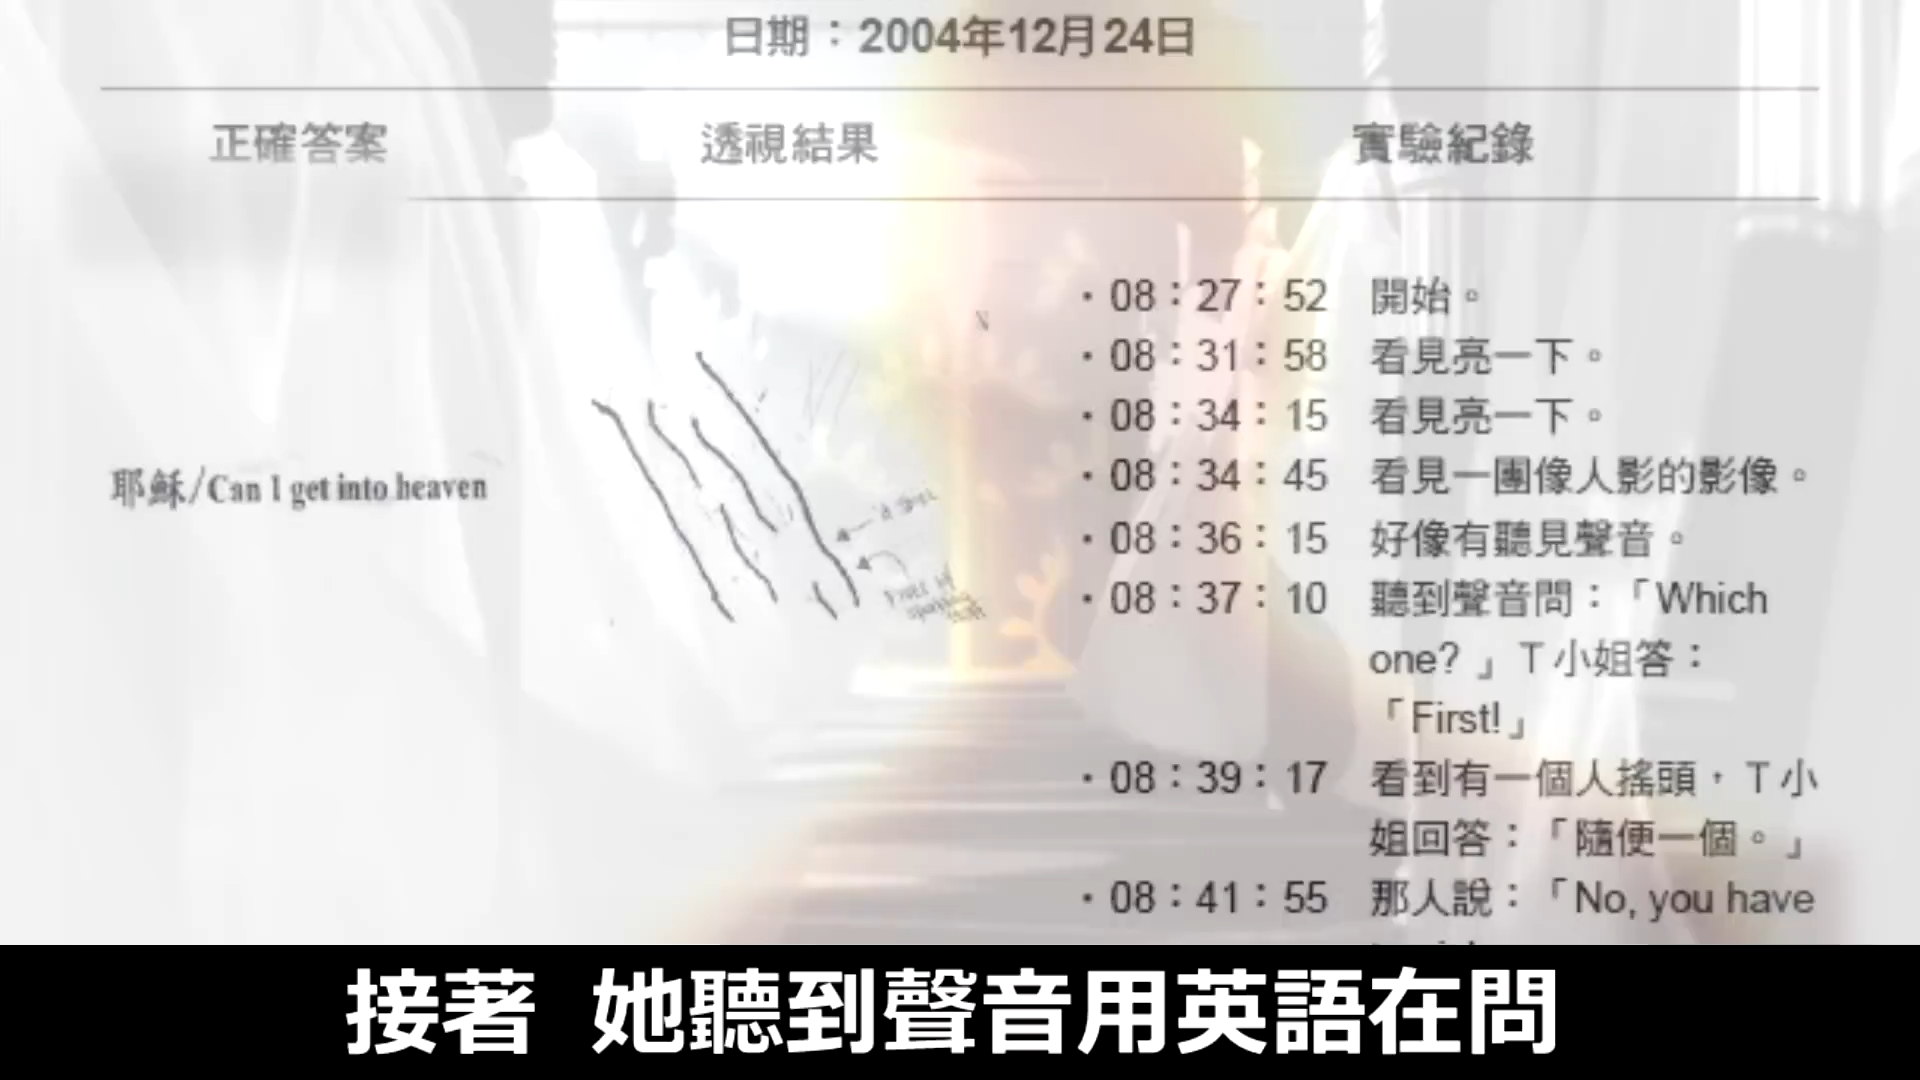 日期：2004年12月24日
正確答案 透視結果 實驗紀錄
耶穌/Can I get into heaven
N
・08：27：52 開始。
・08：31：58 看見亮一下。
・08：34：15 看見亮一下。
・08：34：45 看見一團像人影的影像。
・08：36：15 好像有聽見聲音。
・08：37：10 聽到聲音問：「Which
one? 」T小姐答：
「First!」
・08：39：17 看到有一個人搖頭，T小
姐回答：「隨便一個。」
・08：41：55 那人說：「No, you have
接著 她聽到聲音用英語在問